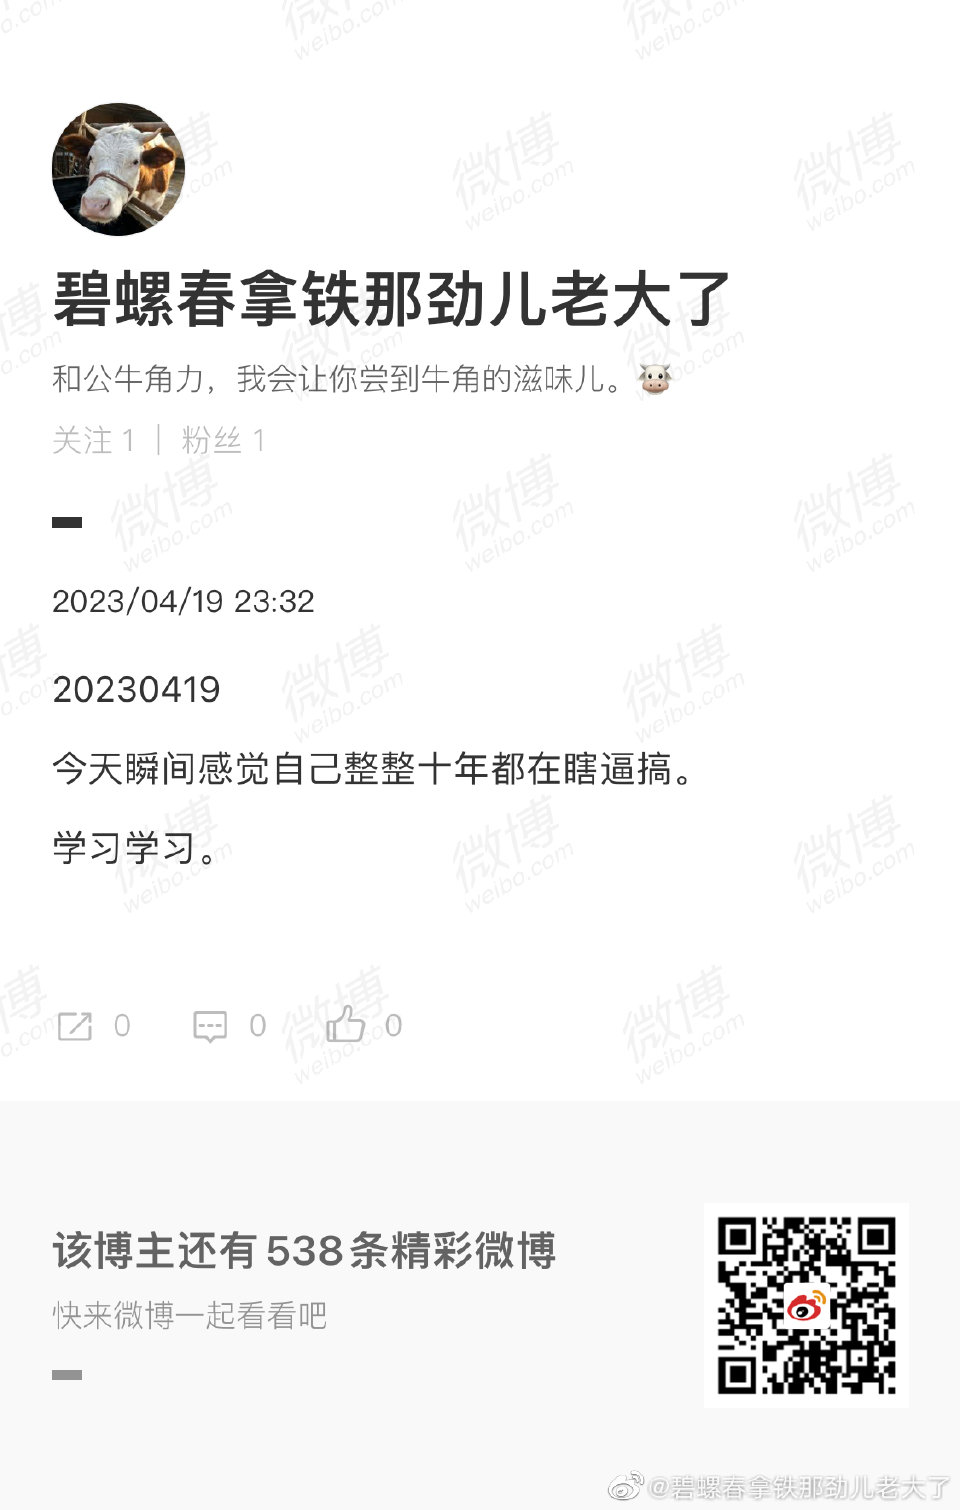 碧螺春拿铁那劲儿老大了
和公牛角力，我会让你尝到牛角的滋味儿。🐮
关注 1 | 粉丝 1
2023/04/19 23:32
20230419
今天瞬间感觉自己整整十年都在瞎逼搞。
学习学习。
0 0 0
该博主还有 538 条精彩微博
快来微博一起看看吧
@碧螺春拿铁那劲儿老大了
微博
weibo.com